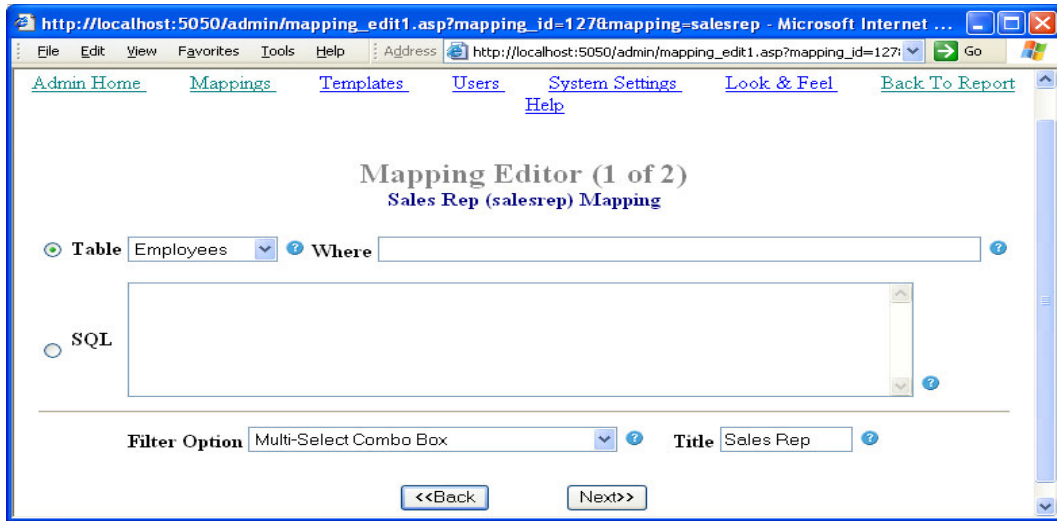 http://localhost:5050/admin/mapping_edit1.asp?mapping_id=127&mapping=salesrep - Microsoft Internet ...
File Edit View Favorites Tools Help Address http://localhost:5050/admin/mapping_edit1.asp?mapping_id=127& Go
Admin Home Mappings Templates Users System Settings Look & Feel Back To Report
Help
Mapping Editor (1 of 2)
Sales Rep (salesrep) Mapping
Table Employees ? Where ?
SQL
?
Filter Option Multi-Select Combo Box ? Title Sales Rep ?
<<Back Next>>